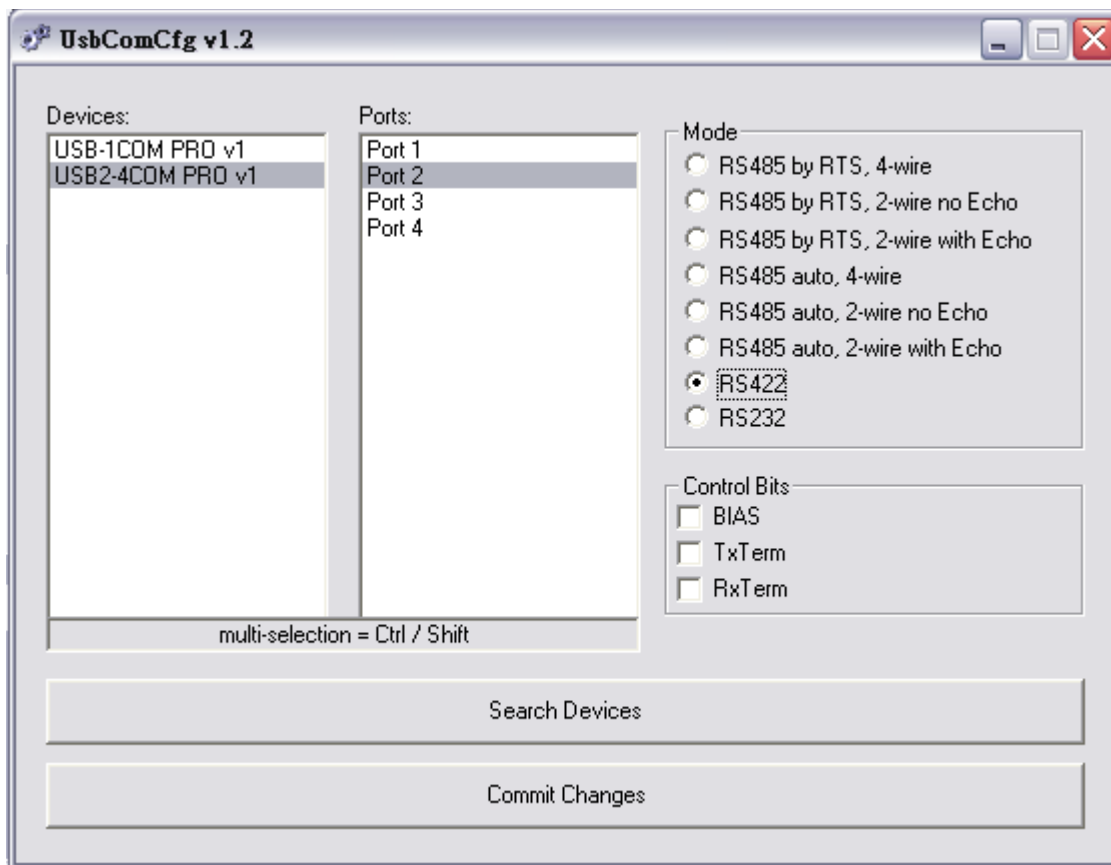 UsbComCfg v1.2
Devices:
USB-1COM PRO v1
USB2-4COM PRO v1
Ports:
Port 1
Port 2
Port 3
Port 4
multi-selection = Ctrl / Shift
Mode
RS485 by RTS, 4-wire
RS485 by RTS, 2-wire no Echo
RS485 by RTS, 2-wire with Echo
RS485 auto, 4-wire
RS485 auto, 2-wire no Echo
RS485 auto, 2-wire with Echo
RS422
RS232
Control Bits
BIAS
TxTerm
RxTerm
Search Devices
Commit Changes